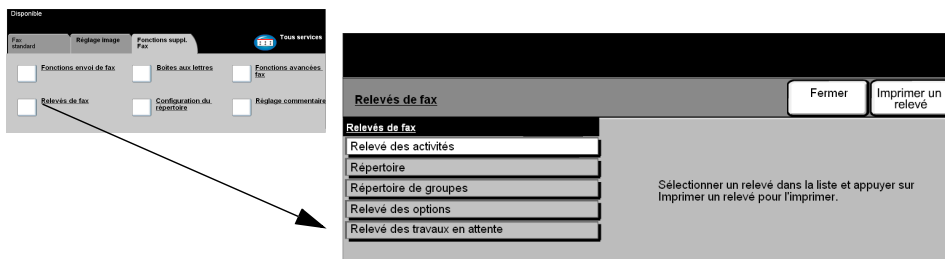 Disponible
Fax
standard
Réglage image
Fonctions suppl.
Fax
Tous services
Fonctions envoi de fax
Boîtes aux lettres
Fonctions avancées
fax
Relevés de fax
Configuration du
répertoire
Réglage commentaire
Relevés de fax
Fermer
Imprimer un
relevé
Relevés de fax
Relevé des activités
Répertoire
Répertoire de groupes
Relevé des options
Relevé des travaux en attente
Sélectionner un relevé dans la liste et appuyer sur
Imprimer un relevé pour l'imprimer.